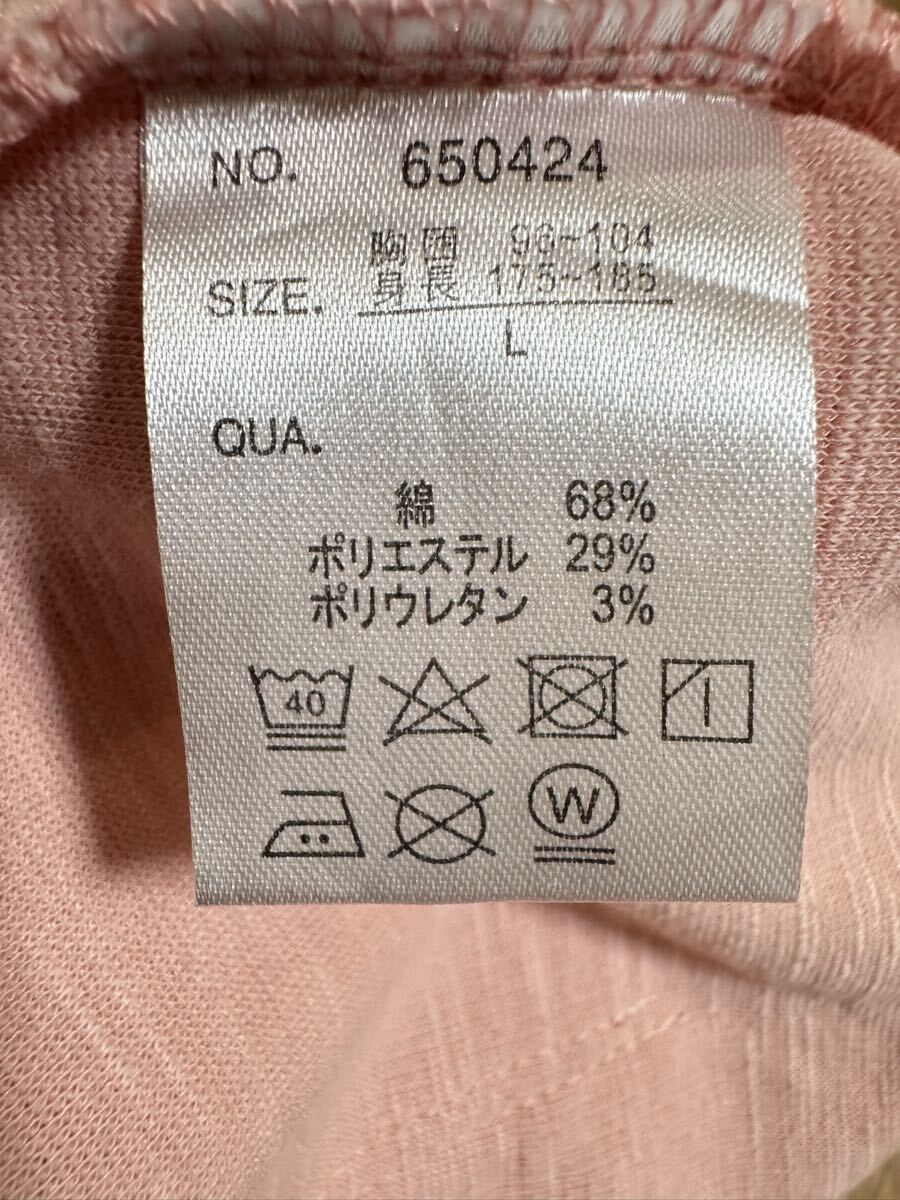 NO. 650424
胸囲 96~104
SIZE. 身長 175~185
L
QUA.
綿 68%
ポリエステル 29%
ポリウレタン 3%
40
W